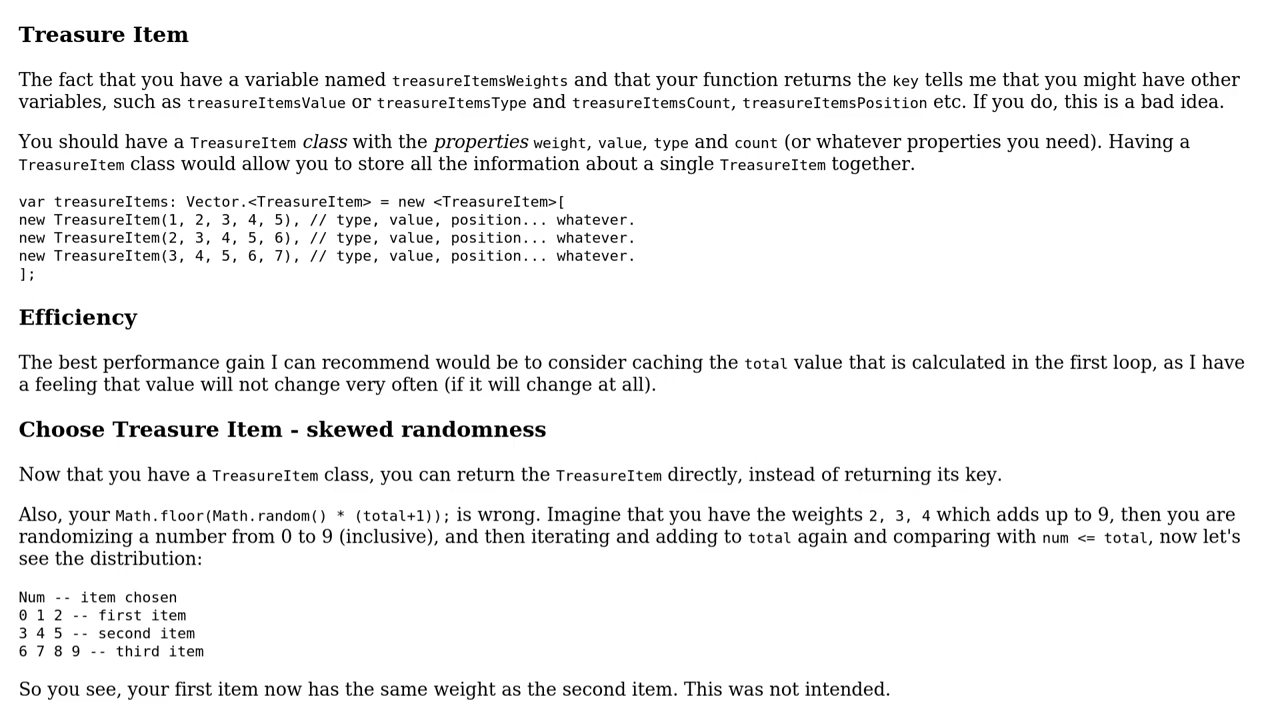 Treasure Item
The fact that you have a variable named treasureItemsWeights and that your function returns the key tells me that you might have other
variables, such as treasureItemsValue or treasureItemsType and treasureItemsCount, treasureItemsPosition etc. If you do, this is a bad idea.
You should have a TreasureItem class with the properties weight, value, type and count (or whatever properties you need). Having a
TreasureItem class would allow you to store all the information about a single TreasureItem together.
var treasureItems: Vector.<TreasureItem> = new <TreasureItem>[
new TreasureItem(1, 2, 3, 4, 5), // type, value, position... whatever.
new TreasureItem(2, 3, 4, 5, 6), // type, value, position... whatever.
new TreasureItem(3, 4, 5, 6, 7), // type, value, position... whatever.
];
Efficiency
The best performance gain I can recommend would be to consider caching the total value that is calculated in the first loop, as I have
a feeling that value will not change very often (if it will change at all).
Choose Treasure Item - skewed randomness
Now that you have a TreasureItem class, you can return the TreasureItem directly, instead of returning its key.
Also, your Math.floor(Math.random() * (total+1)); is wrong. Imagine that you have the weights 2, 3, 4 which adds up to 9, then you are
randomizing a number from 0 to 9 (inclusive), and then iterating and adding to total again and comparing with num <= total, now let's
see the distribution:
Num -- item chosen
0 1 2 -- first item
3 4 5 -- second item
6 7 8 9 -- third item
So you see, your first item now has the same weight as the second item. This was not intended.